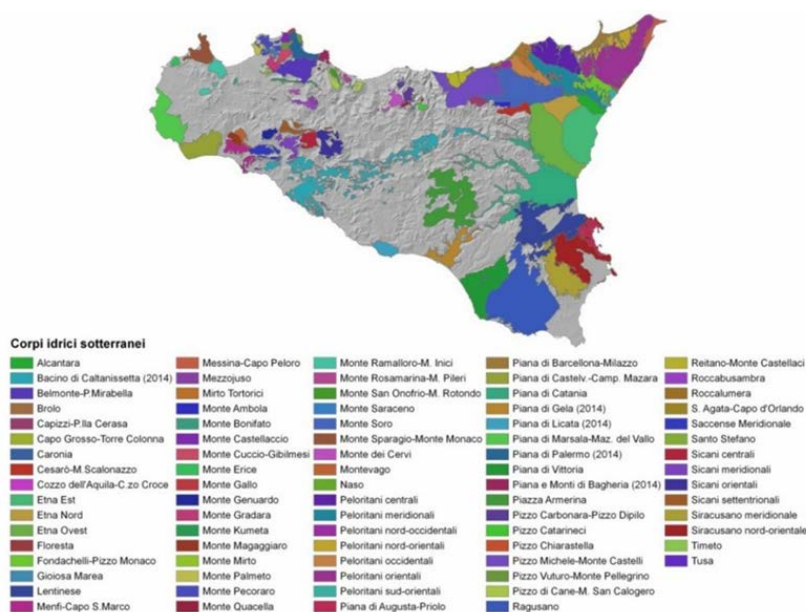 Corpi idrici sotterranei
Alcantara
Bacino di Caltanissetta (2014)
Belmonte-P.Mirabella
Brolo
Capizzi-P.lla Cerasa
Capo Grosso-Torre Colonna
Caronia
Cesarò-M.Scalonazzo
Cozzo dell'Aquila-C.zo Croce
Etna Est
Etna Nord
Etna Ovest
Floresta
Fondachelli-Pizzo Monaco
Gioiosa Marea
Lentinese
Menfi-Capo S.Marco
Messina-Capo Peloro
Mezzojuso
Mirto Tortorici
Monte Ambola
Monte Bonifato
Monte Castellaccio
Monte Cuccio-Gibilmesi
Monte Erice
Monte Gallo
Monte Genuardo
Monte Gradara
Monte Kumeta
Monte Magaggiaro
Monte Mirto
Monte Palmeto
Monte Pecoraro
Monte Quacella
Monte Ramalloro-M. Inici
Monte Rosamarina-M. Pileri
Monte San Onofrio-M. Rotondo
Monte Saraceno
Monte Soro
Monte Sparagio-Monte Monaco
Monte dei Cervi
Montevago
Naso
Peloritani centrali
Peloritani meridionali
Peloritani nord-occidentali
Peloritani nord-orientali
Peloritani occidentali
Peloritani orientali
Peloritani sud-orientali
Piana di Augusta-Priolo
Piana di Barcellona-Milazzo
Piana di Castelv.-Camp. Mazara
Piana di Catania
Piana di Gela (2014)
Piana di Licata (2014)
Piana di Marsala-Maz. del Vallo
Piana di Palermo (2014)
Piana di Vittoria
Piana e Monti di Bagheria (2014)
Piazza Armerina
Pizzo Carbonara-Pizzo Dipilo
Pizzo Catarineci
Pizzo Chiarastella
Pizzo Michele-Monte Castelli
Pizzo Vuturo-Monte Pellegrino
Pizzo di Cane-M. San Calogero
Ragusano
Reitano-Monte Castellaci
Roccabusambra
Roccalumera
S. Agata-Capo d'Orlando
Saccense Meridionale
Santo Stefano
Sicani centrali
Sicani meridionali
Sicani orientali
Sicani settentrionali
Siracusano meridionale
Siracusano nord-orientale
Timeto
Tusa